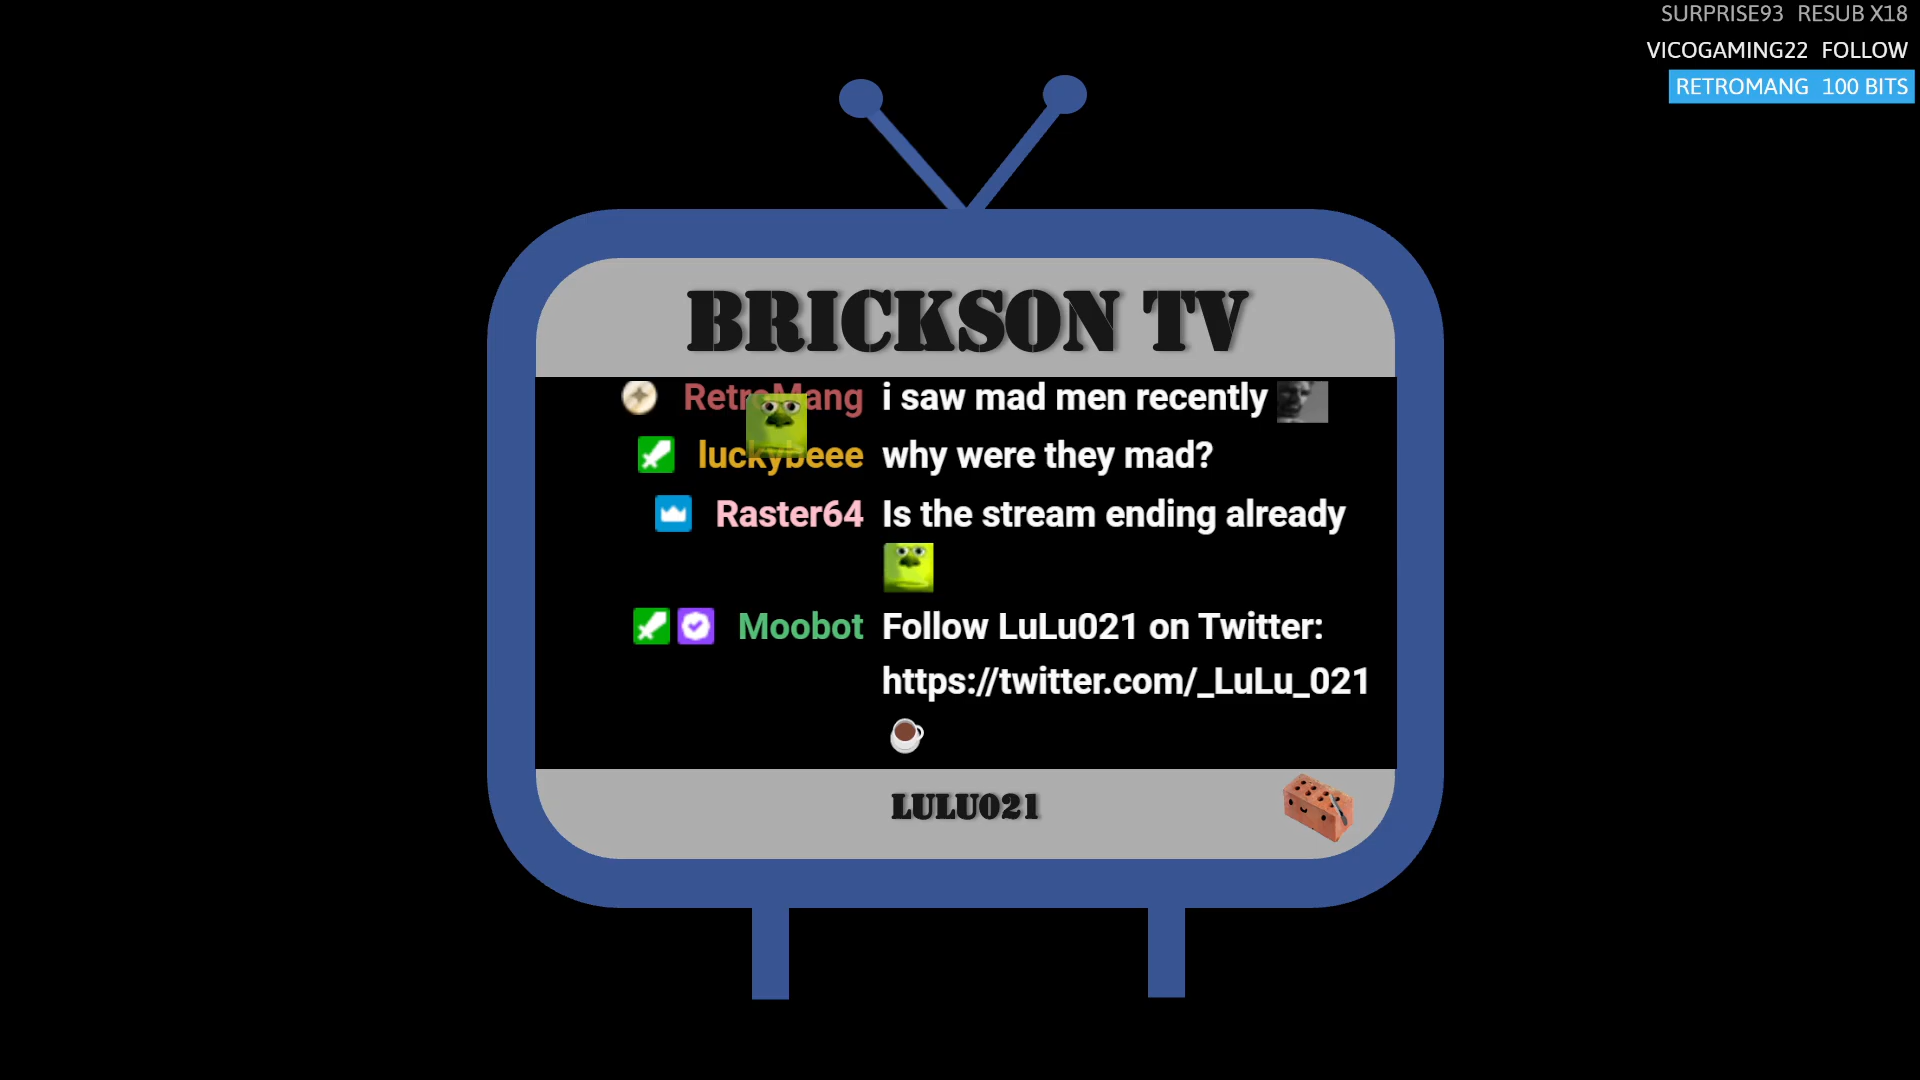 SURPRISE93 RESUB X18
VICOGAMING22 FOLLOW
RETROMANG 100 BITS
BRICKSON TV
RetroMang i saw mad men recently
luckybeee why were they mad?
Raster64 Is the stream ending already
Moobot Follow LuLu021 on Twitter:
https://twitter.com/_LuLu_021
LULU021